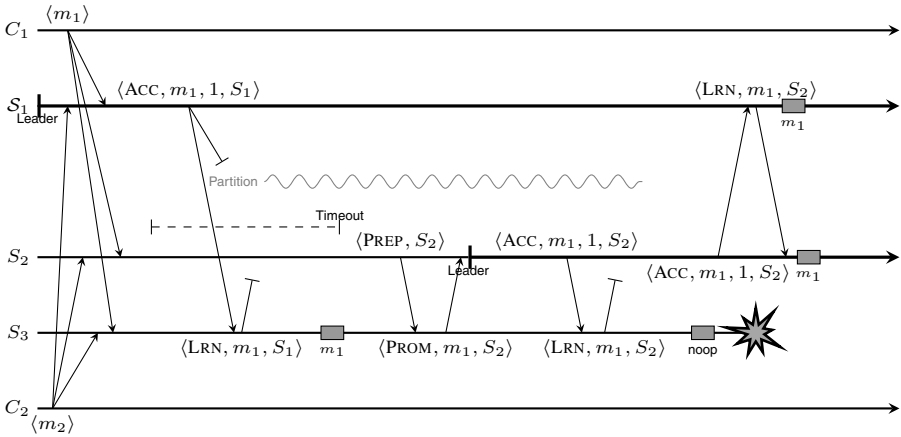 ⟨m₁⟩
C₁
⟨ACC, m₁, 1, S₁⟩
⟨LRN, m₁, S₂⟩
S₁
Leader
m₁
Partition
Timeout
⟨PREP, S₂⟩
⟨ACC, m₁, 1, S₂⟩
S₂
Leader
⟨ACC, m₁, 1, S₂⟩
m₁
S₃
⟨LRN, m₁, S₁⟩
m₁
⟨PROM, m₁, S₂⟩
⟨LRN, m₁, S₂⟩
noop
C₂
⟨m₂⟩